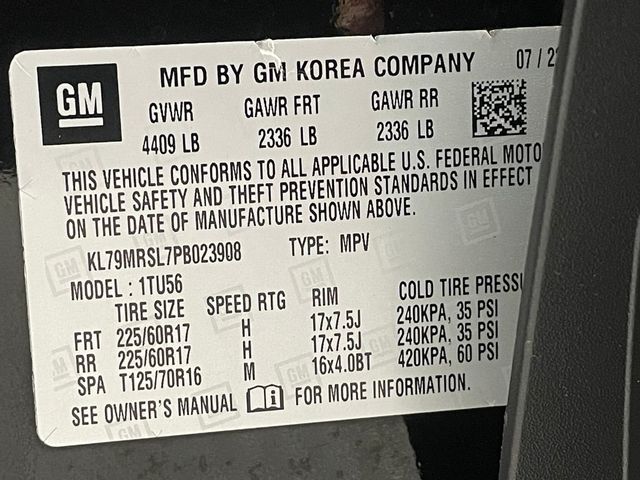 GM
MFD BY GM KOREA COMPANY 07 / 22
GVWR GAWR FRT GAWR RR
4409 LB 2336 LB 2336 LB
THIS VEHICLE CONFORMS TO ALL APPLICABLE U.S. FEDERAL MOTO
VEHICLE SAFETY AND THEFT PREVENTION STANDARDS IN EFFECT
ON THE DATE OF MANUFACTURE SHOWN ABOVE.
KL79MRSL7PB023908 TYPE: MPV
MODEL : 1TU56
TIRE SIZE SPEED RTG RIM COLD TIRE PRESSU
FRT 225/60R17 H 17x7.5J 240KPA, 35 PSI
RR 225/60R17 H 17x7.5J 240KPA, 35 PSI
SPA T125/70R16 M 16x4.0BT 420KPA, 60 PSI
SEE OWNER'S MANUAL FOR MORE INFORMATION.